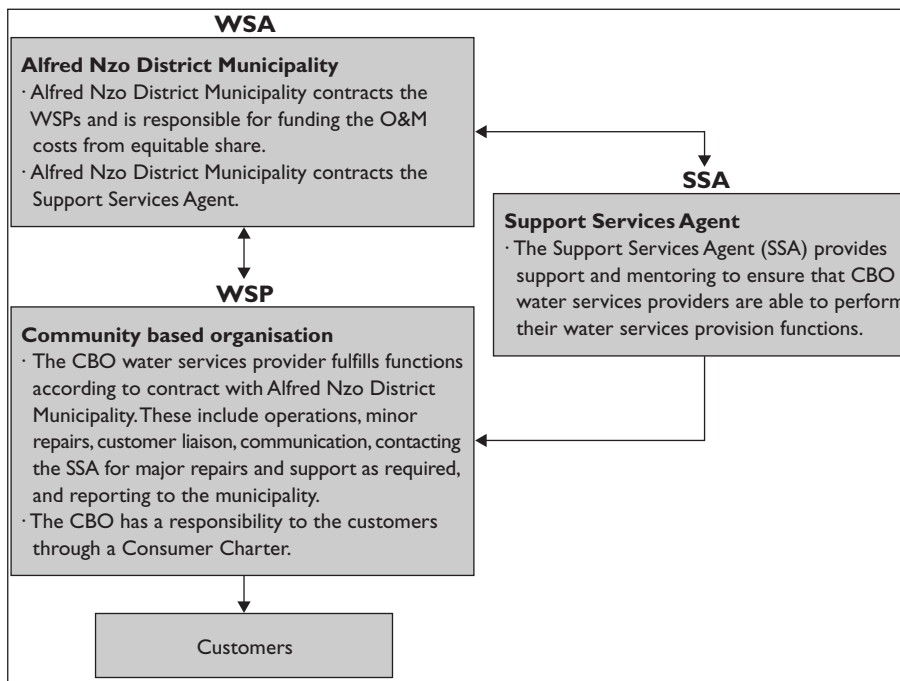 WSA
Alfred Nzo District Municipality
· Alfred Nzo District Municipality contracts the
WSPs and is responsible for funding the O&M
costs from equitable share.
· Alfred Nzo District Municipality contracts the
Support Services Agent.
SSA
Support Services Agent
· The Support Services Agent (SSA) provides
support and mentoring to ensure that CBO
water services providers are able to perform
their water services provision functions.
WSP
Community based organisation
· The CBO water services provider fulfills functions
according to contract with Alfred Nzo District
Municipality. These include operations, minor
repairs, customer liaison, communication, contacting
the SSA for major repairs and support as required,
and reporting to the municipality.
· The CBO has a responsibility to the customers
through a Consumer Charter.
Customers